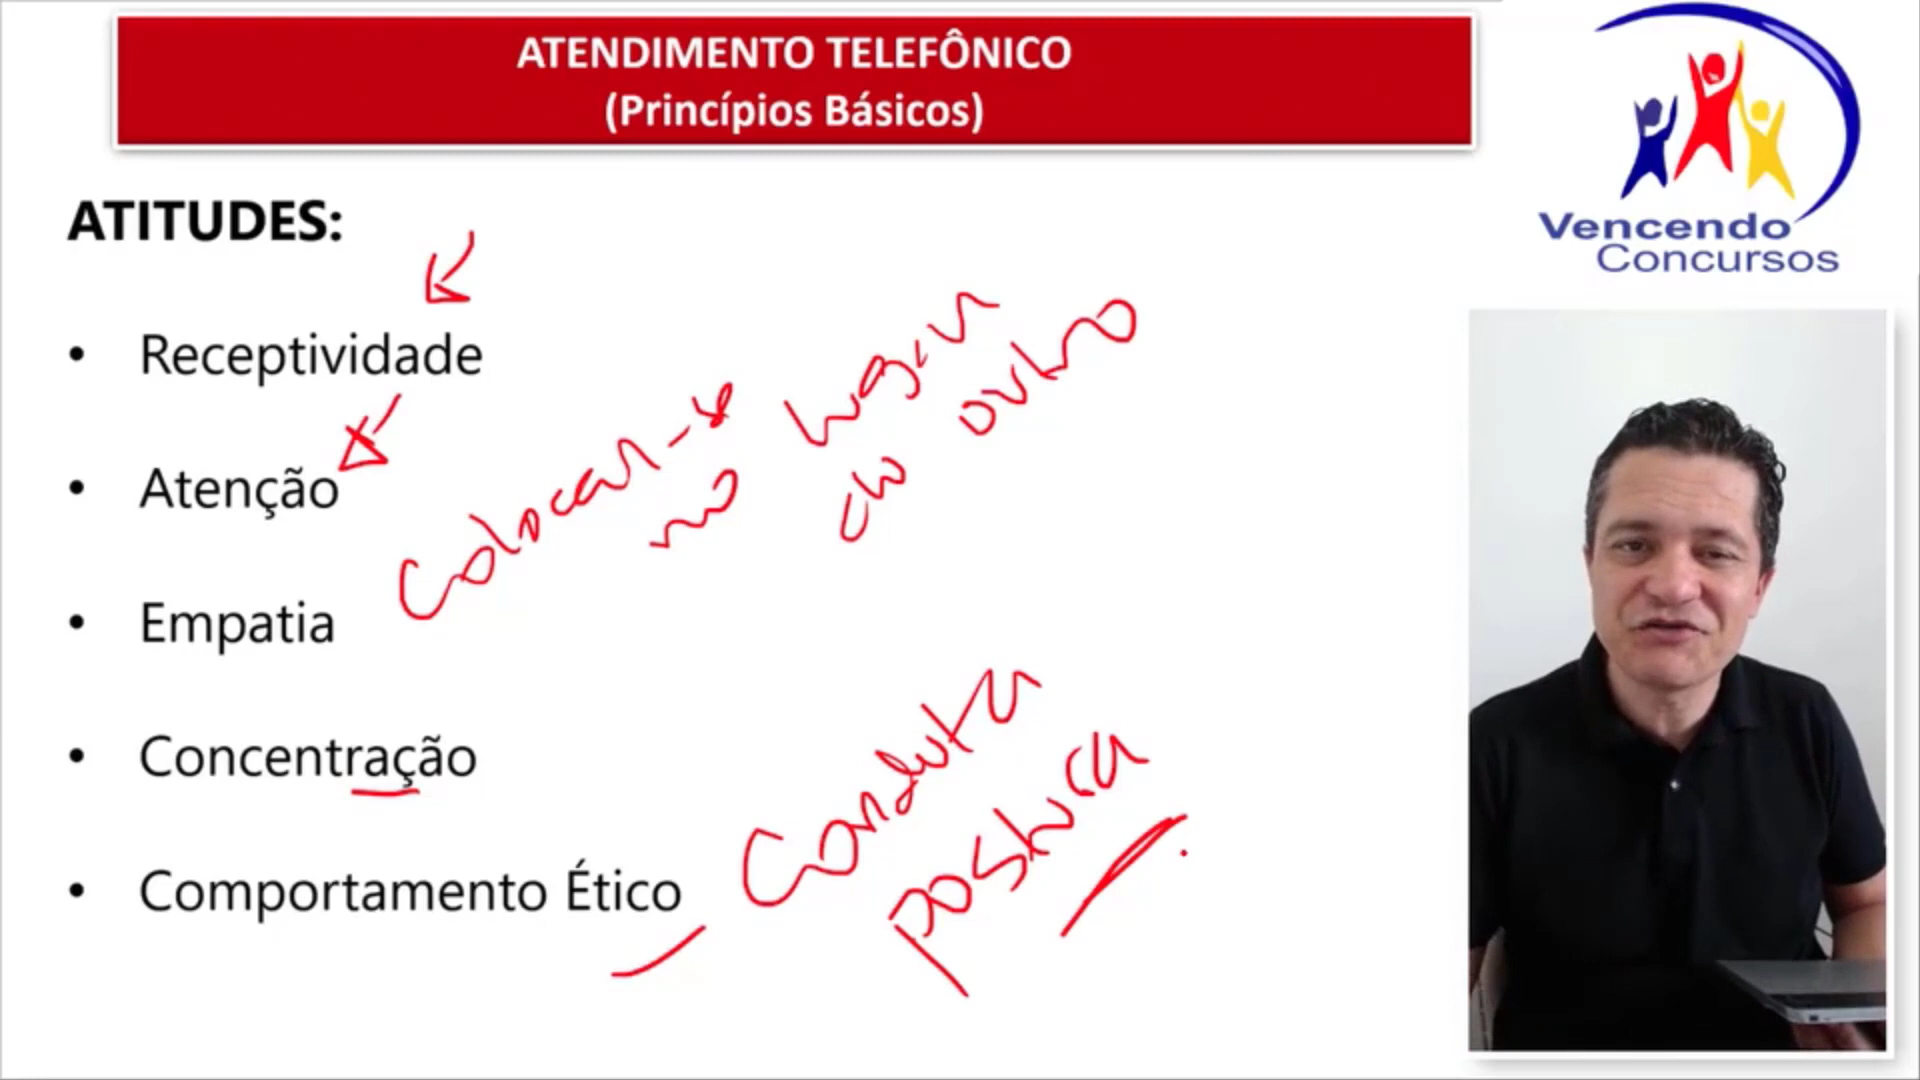 ATENDIMENTO TELEFÔNICO
(Princípios Básicos)
Vencendo
Concursos
ATITUDES:
• Receptividade
• Atenção
Colocar-se
no lugar
do outro
• Empatia
• Concentração
• Comportamento Ético
Conduta
postura